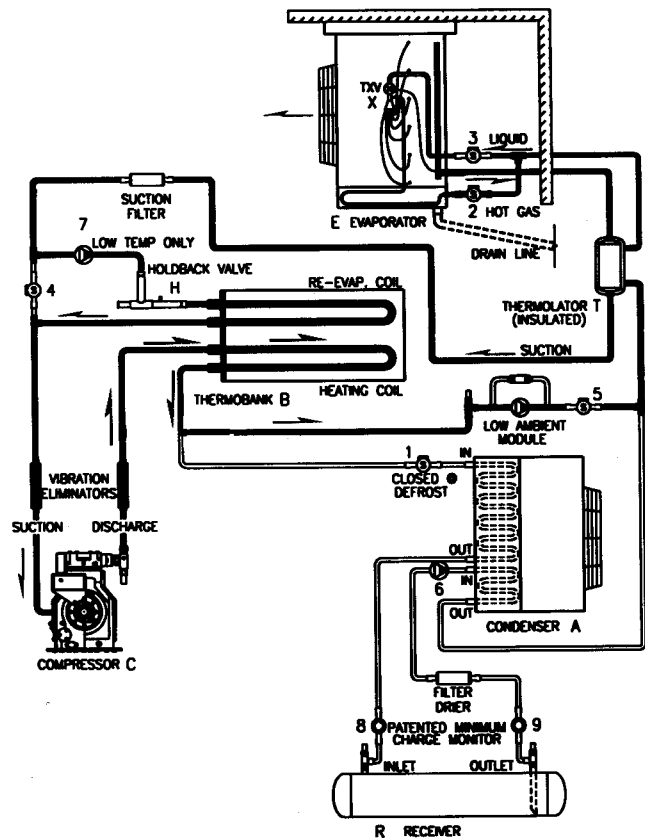 TXV
X
3 LIQUID
2 HOT GAS
E EVAPORATOR
DRAIN LINE
SUCTION
FILTER
7
LOW TEMP ONLY
HOLDBACK VALVE
H
4
RE-EVAP. COIL
THERMOLATOR T
(INSULATED)
SUCTION
HEATING COIL
THERMOBANK B
5
LOW AMBIENT
MODULE
1
IN
CLOSED
DEFROST
VIBRATION
ELIMINATORS
SUCTION
DISCHARGE
OUT
IN
6
OUT
CONDENSER A
COMPRESSOR C
FILTER
DRIER
8
PATENTED MINIMUM
CHARGE MONITOR
9
INLET
OUTLET
R RECEIVER